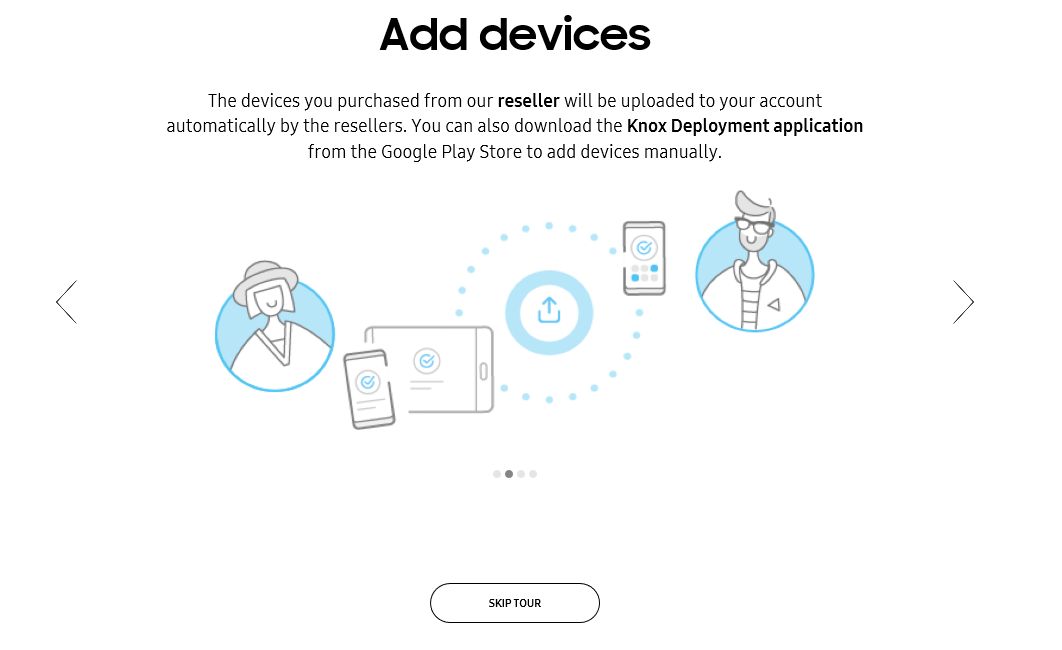 Add devices
The devices you purchased from our reseller will be uploaded to your account
automatically by the resellers. You can also download the Knox Deployment application
from the Google Play Store to add devices manually.
SKIP TOUR